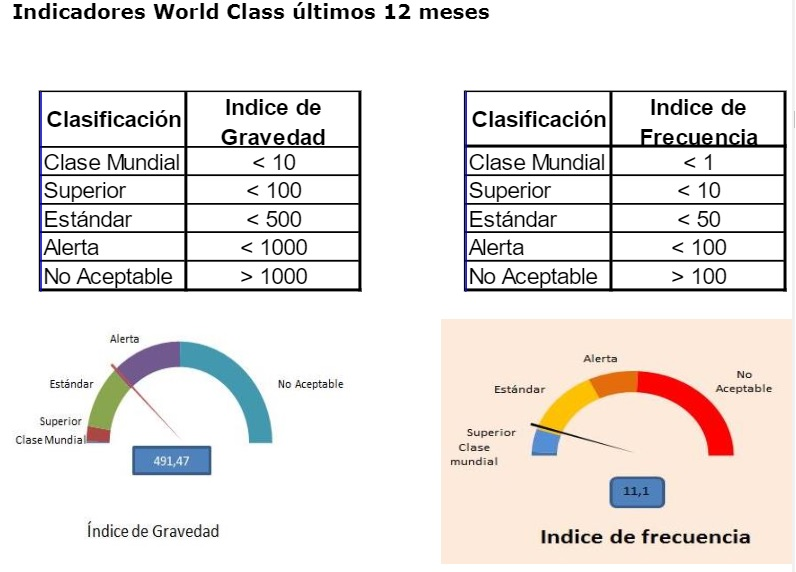 Indicadores World Class últimos 12 meses
Clasificación Indice de Gravedad
Clase Mundial < 10
Superior < 100
Estándar < 500
Alerta < 1000
No Aceptable > 1000
Clasificación Indice de Frecuencia
Clase Mundial < 1
Superior < 10
Estándar < 50
Alerta < 100
No Aceptable > 100
Alerta
Estándar
No Aceptable
Superior
Clase Mundial
491,47
Índice de Gravedad
Alerta
No
Aceptable
Estándar
Superior
Clase
mundial
11,1
Indice de frecuencia